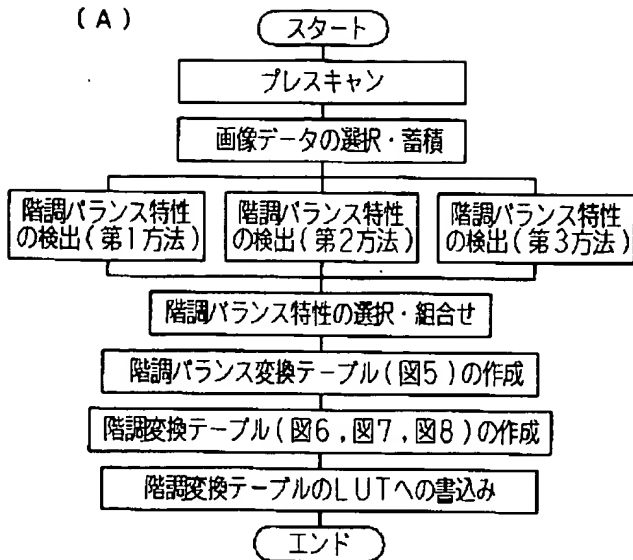 (A)
スタート
プレスキャン
画像データの選択・蓄積
階調バランス特性
の検出(第1方法)
階調バランス特性
の検出(第2方法)
階調バランス特性
の検出(第3方法)
階調バランス特性の選択・組合せ
階調バランス変換テーブル(図5)の作成
階調変換テーブル(図6,図7,図8)の作成
階調変換テーブルのLUTへの書込み
エンド